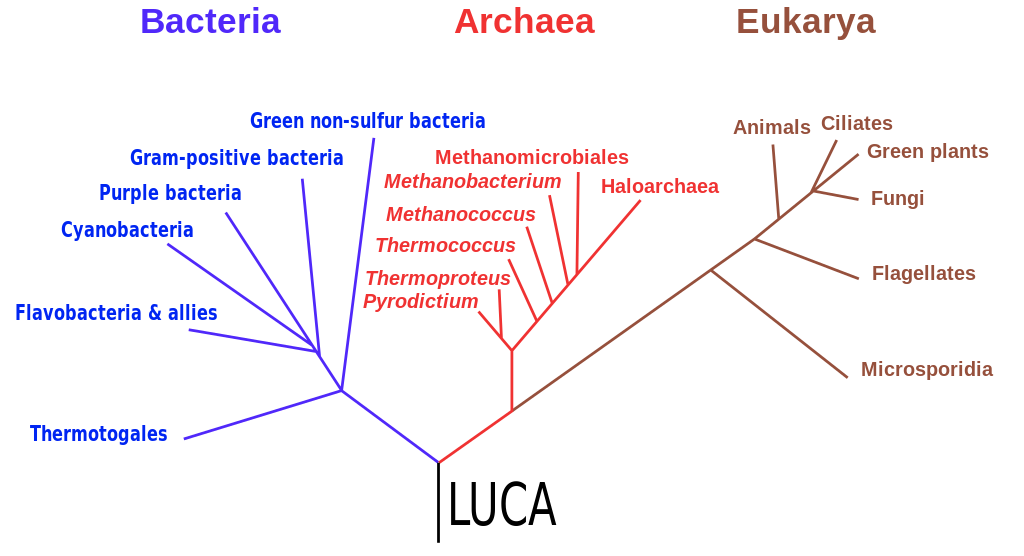 Bacteria
Archaea
Eukarya
Green non-sulfur bacteria
Gram-positive bacteria
Purple bacteria
Cyanobacteria
Flavobacteria & allies
Thermotogales
Methanomicrobiales
Methanobacterium
Haloarchaea
Methanococcus
Thermococcus
Thermoproteus
Pyrodictium
Animals
Ciliates
Green plants
Fungi
Flagellates
Microsporidia
LUCA